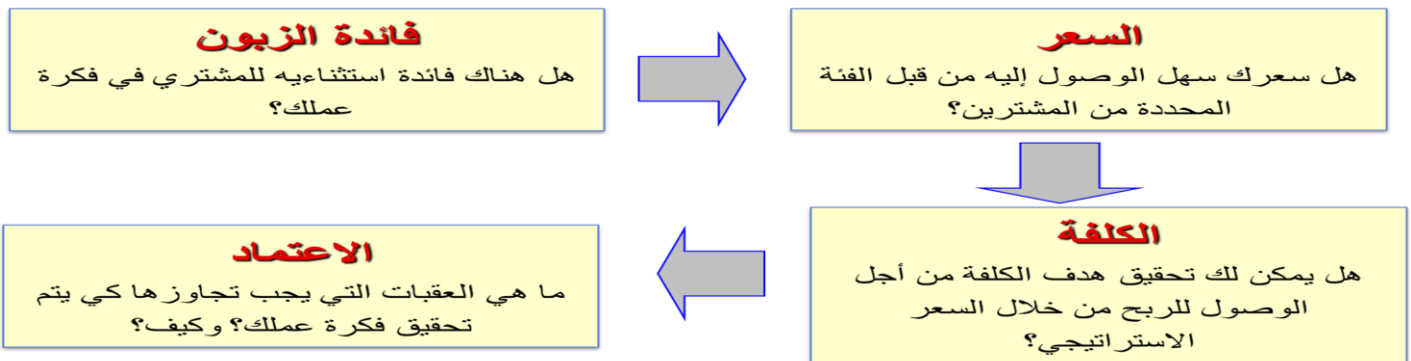 فائدة الزبون
هل هناك فائدة استثناءيه للمشتري في فكرة
عملك؟
السعر
هل سعرك سهل الوصول إليه من قبل الفئة
المحددة من المشترين؟
الكلفة
هل يمكن لك تحقيق هدف الكلفة من أجل
الوصول للربح من خلال السعر
الاستراتيجي؟
الاعتماد
ما هي العقبات التي يجب تجاوزها كي يتم
تحقيق فكرة عملك؟ وكيف؟